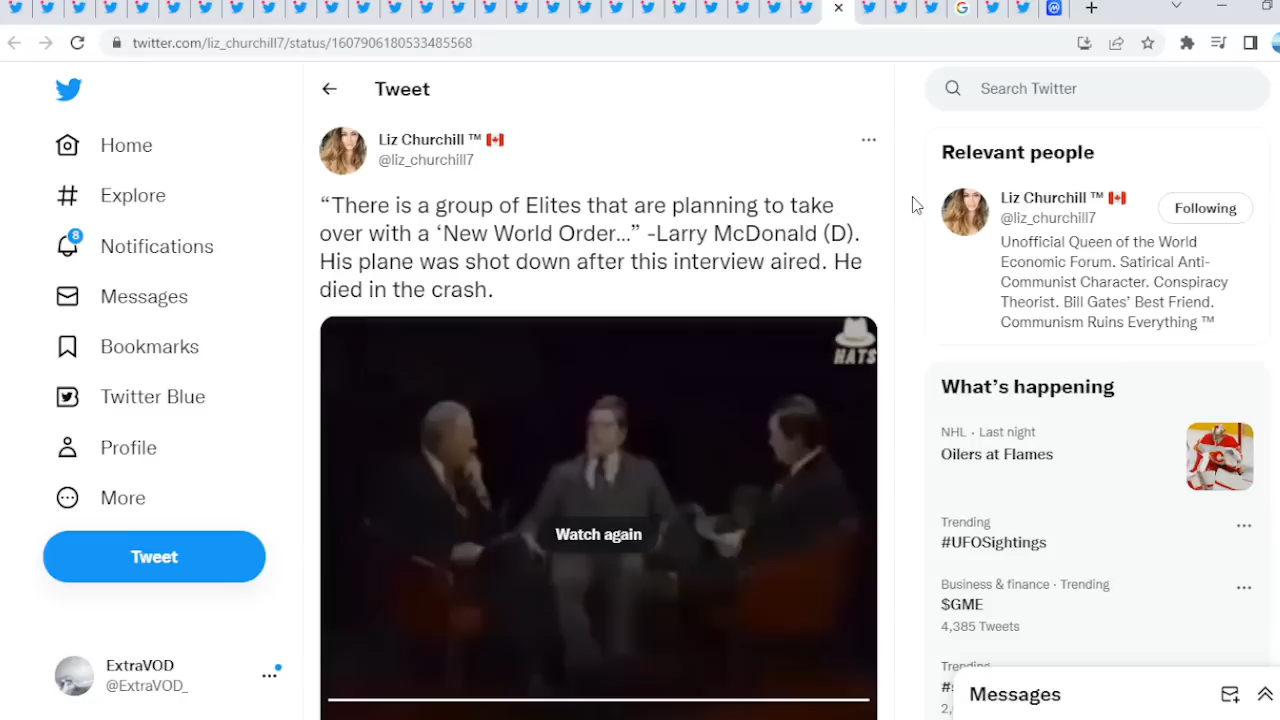 twitter.com/liz_churchill7/status/1607906180533485568
Home
Explore
8
Notifications
Messages
Bookmarks
Twitter Blue
Profile
More
Tweet
ExtraVOD
@ExtraVOD_
Tweet
Liz Churchill ™ 🇨🇦
@liz_churchill7
“There is a group of Elites that are planning to take
over with a ‘New World Order...” -Larry McDonald (D).
His plane was shot down after this interview aired. He
died in the crash.
HATS
Watch again
Search Twitter
Relevant people
Liz Churchill ™ 🇨🇦
@liz_churchill7
Following
Unofficial Queen of the World
Economic Forum. Satirical Anti-
Communist Character. Conspiracy
Theorist. Bill Gates’ Best Friend.
Communism Ruins Everything ™
What’s happening
NHL · Last night
Oilers at Flames
Trending
#UFOSightings
Business & finance · Trending
$GME
4,385 Tweets
Trending
Messages